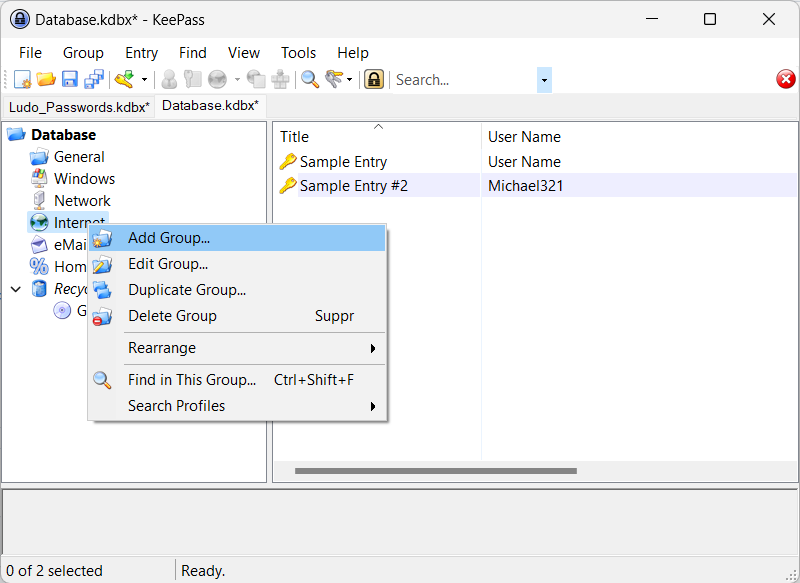 Database.kdbx* - KeePass
File Group Entry Find View Tools Help
Search...
Ludo_Passwords.kdbx* Database.kdbx*
Database
General
Windows
Network
Internet
eMai
Hom
Recyc
G
Title User Name
Sample Entry User Name
Sample Entry #2 Michael321
Add Group...
Edit Group...
Duplicate Group...
Delete Group Suppr
Rearrange
Find in This Group... Ctrl+Shift+F
Search Profiles
0 of 2 selected Ready.